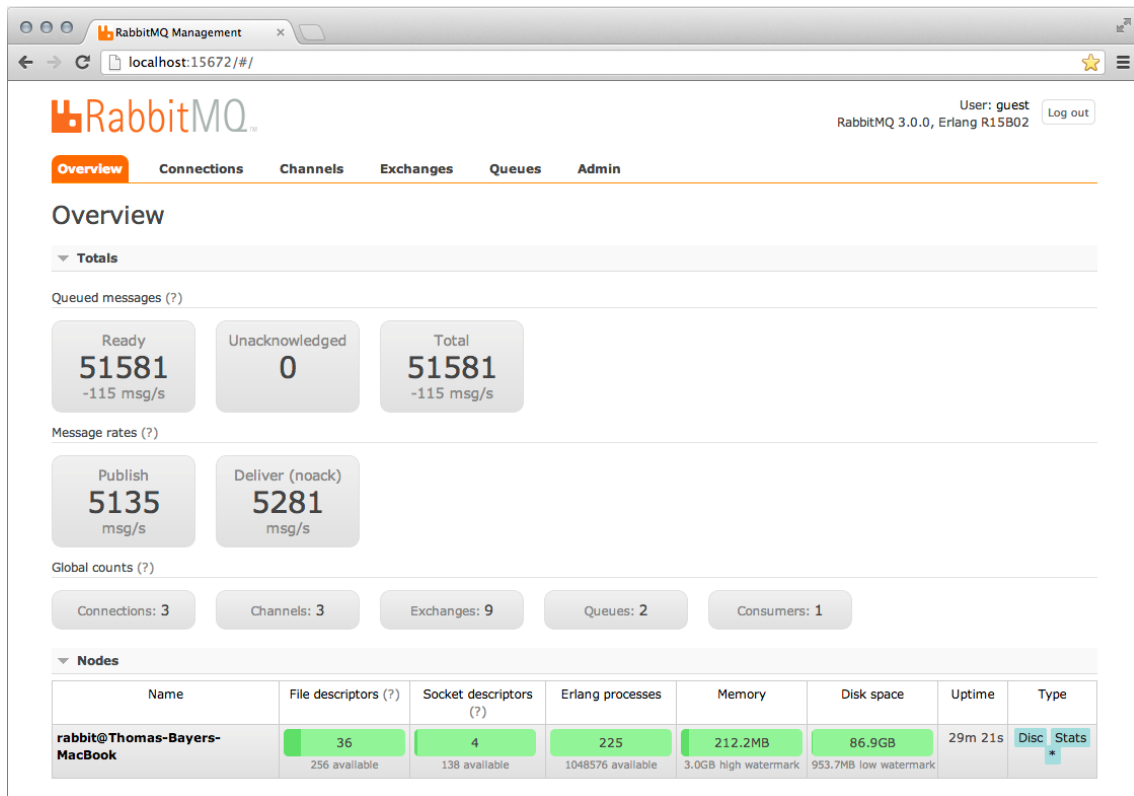 RabbitMQ Management
localhost:15672/#/
RabbitMQ
User: guest
RabbitMQ 3.0.0, Erlang R15B02
Log out
Overview Connections Channels Exchanges Queues Admin
Overview
Totals
Queued messages (?)
Ready Unacknowledged Total
51581 0 51581
-115 msg/s -115 msg/s
Message rates (?)
Publish Deliver (noack)
5135 5281
msg/s msg/s
Global counts (?)
Connections: 3 Channels: 3 Exchanges: 9 Queues: 2 Consumers: 1
Nodes
Name File descriptors (?) Socket descriptors (?) Erlang processes Memory Disk space Uptime Type
rabbit@Thomas-Bayers-
MacBook
36 4 225 212.2MB 86.9GB 29m 21s Disc Stats
*
256 available 138 available 1048576 available 3.0GB high watermark 953.7MB low watermark